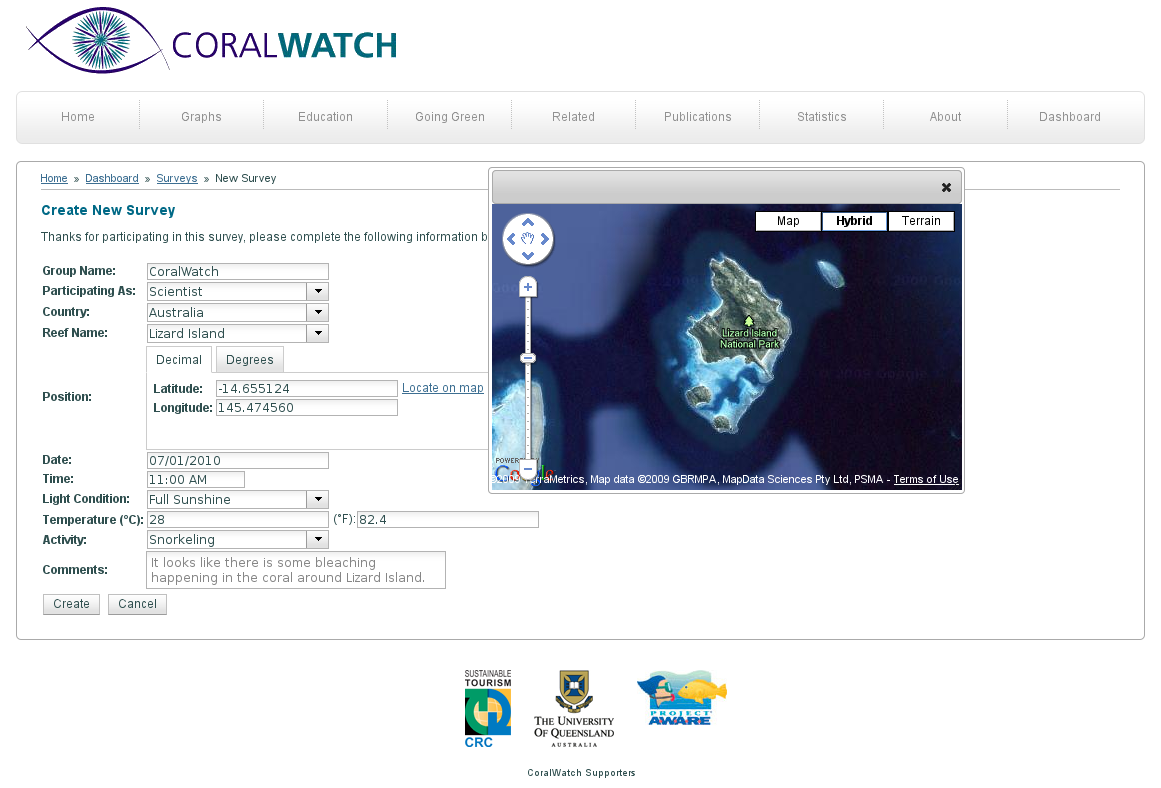 CORALWATCH
Home Graphs Education Going Green Related Publications Statistics About Dashboard
Home » Dashboard » Surveys » New Survey
Create New Survey
Thanks for participating in this survey, please complete the following information b
Group Name: CoralWatch
Participating As: Scientist
Country: Australia
Reef Name: Lizard Island
Decimal Degrees
Position:
Latitude: -14.655124 Locate on map
Longitude: 145.474560
Date: 07/01/2010
Time: 11:00 AM
Light Condition: Full Sunshine
Temperature (°C): 28 (°F): 82.4
Activity: Snorkeling
Comments: It looks like there is some bleaching
happening in the coral around Lizard Island.
Create Cancel
Map Hybrid Terrain
Lizard Island
National Park
©2009 TerraMetrics, Map data ©2009 GBRMPA, MapData Sciences Pty Ltd, PSMA - Terms of Use
SUSTAINABLE
TOURISM
CRC
THE UNIVERSITY
OF QUEENSLAND
AUSTRALIA
PROJECT
AWARE
CoralWatch Supporters